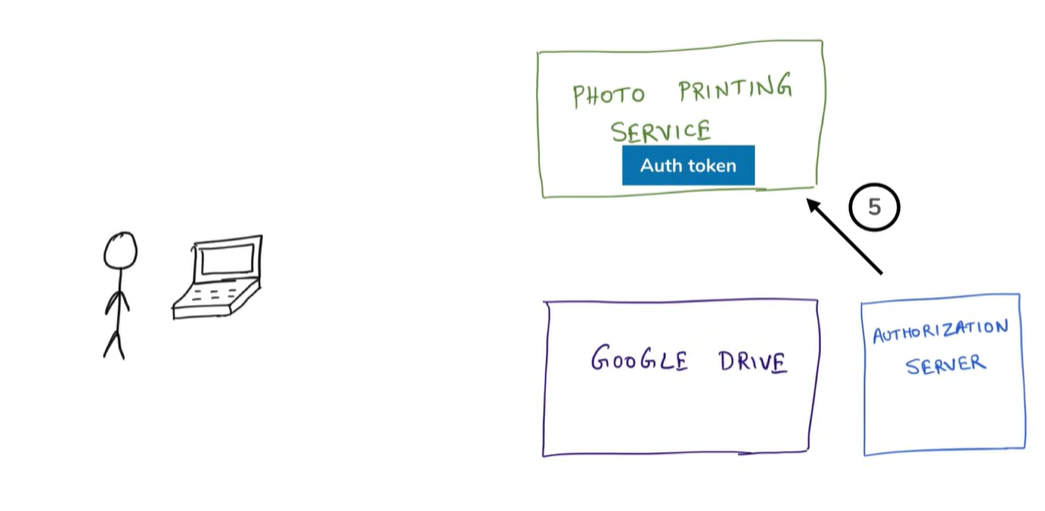 PHOTO PRINTING
SERVICE
Auth token
5
GOOGLE DRIVE
AUTHORIZATION
SERVER